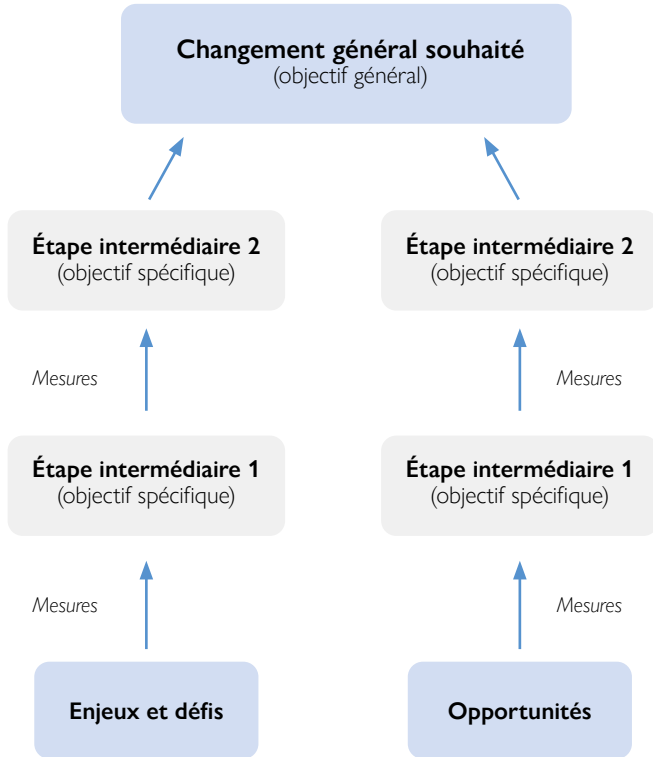 Changement général souhaité
(objectif général)
Étape intermédiaire 2
(objectif spécifique)
Étape intermédiaire 2
(objectif spécifique)
Mesures
Mesures
Étape intermédiaire 1
(objectif spécifique)
Étape intermédiaire 1
(objectif spécifique)
Mesures
Mesures
Enjeux et défis
Opportunités